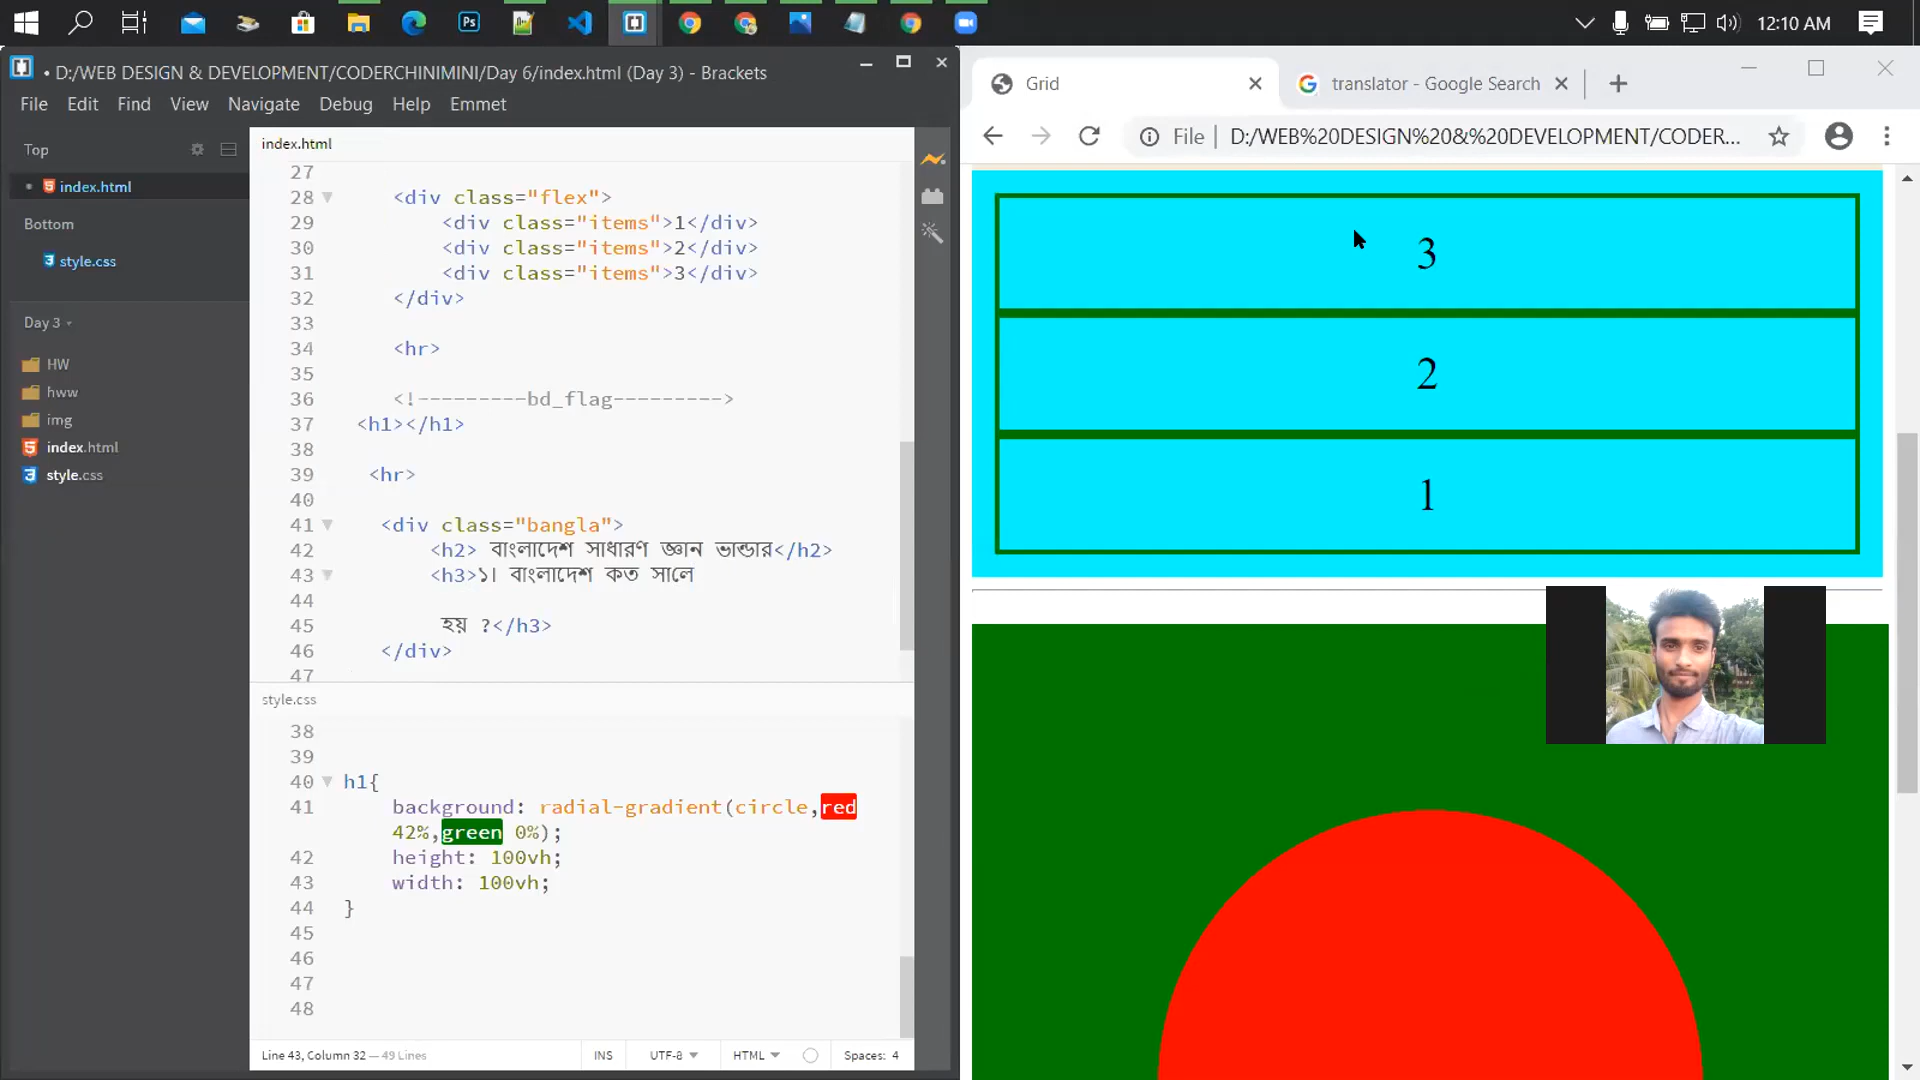 12:10 AM
• D:/WEB DESIGN & DEVELOPMENT/CODERCHINIMINI/Day 6/index.html (Day 3) - Brackets
File Edit Find View Navigate Debug Help Emmet
Top
index.html
Bottom
style.css
Day 3
HW
hww
img
index.html
style.css
index.html
27
28 <div class="flex">
29 <div class="items">1</div>
30 <div class="items">2</div>
31 <div class="items">3</div>
32 </div>
33
34 <hr>
35
36 <!---------bd_flag--------->
37 <h1></h1>
38
39 <hr>
40
41 <div class="bangla">
42 <h2> বাংলাদেশ সাধারণ জ্ঞান ভান্ডার</h2>
43 <h3>১। বাংলাদেশ কত সালে
44
45 হয় ?</h3>
46 </div>
47
style.css
38
39
40 h1{
41 background: radial-gradient(circle,red
42%,green 0%);
42 height: 100vh;
43 width: 100vh;
44 }
45
46
47
48
Line 43, Column 32 — 49 Lines
INS UTF-8 HTML Spaces: 4
Ps
Grid
translator - Google Search
File D:/WEB%20DESIGN%20&%20DEVELOPMENT/CODER...
3
2
1